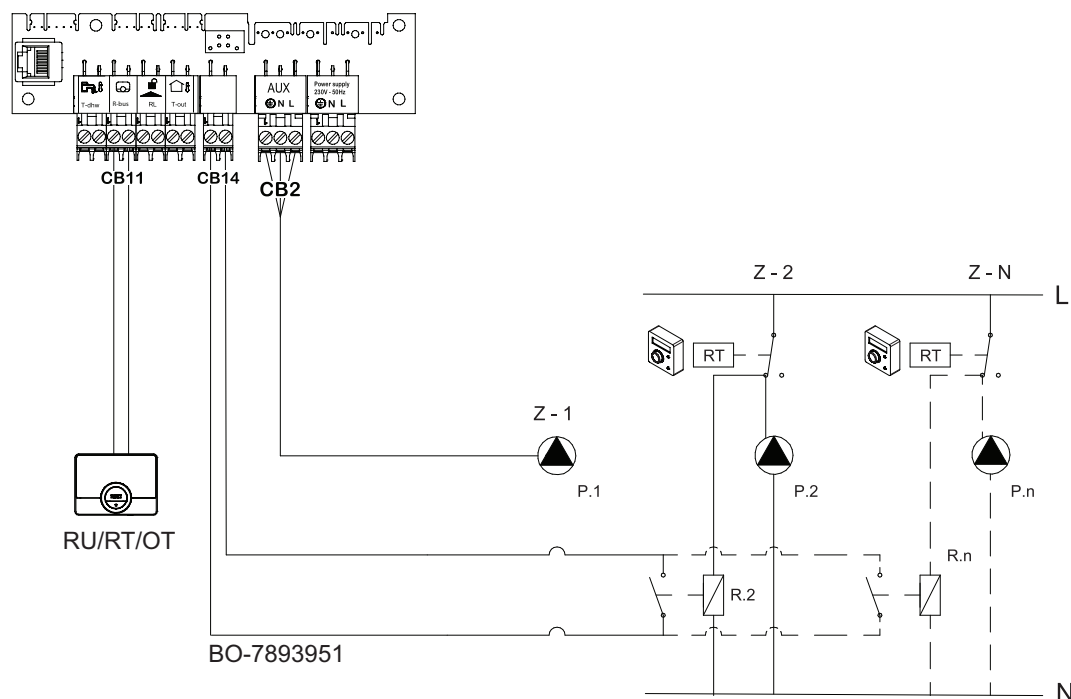 T-dhw
R-bus
RL
T-out
AUX
N L
Power supply
230V - 50Hz
N L
CB11
CB14
CB2
Z - 2
Z - N
L
RT
RT
Z - 1
P.1
P.2
P.n
RU/RT/OT
R.2
R.n
BO-7893951
N